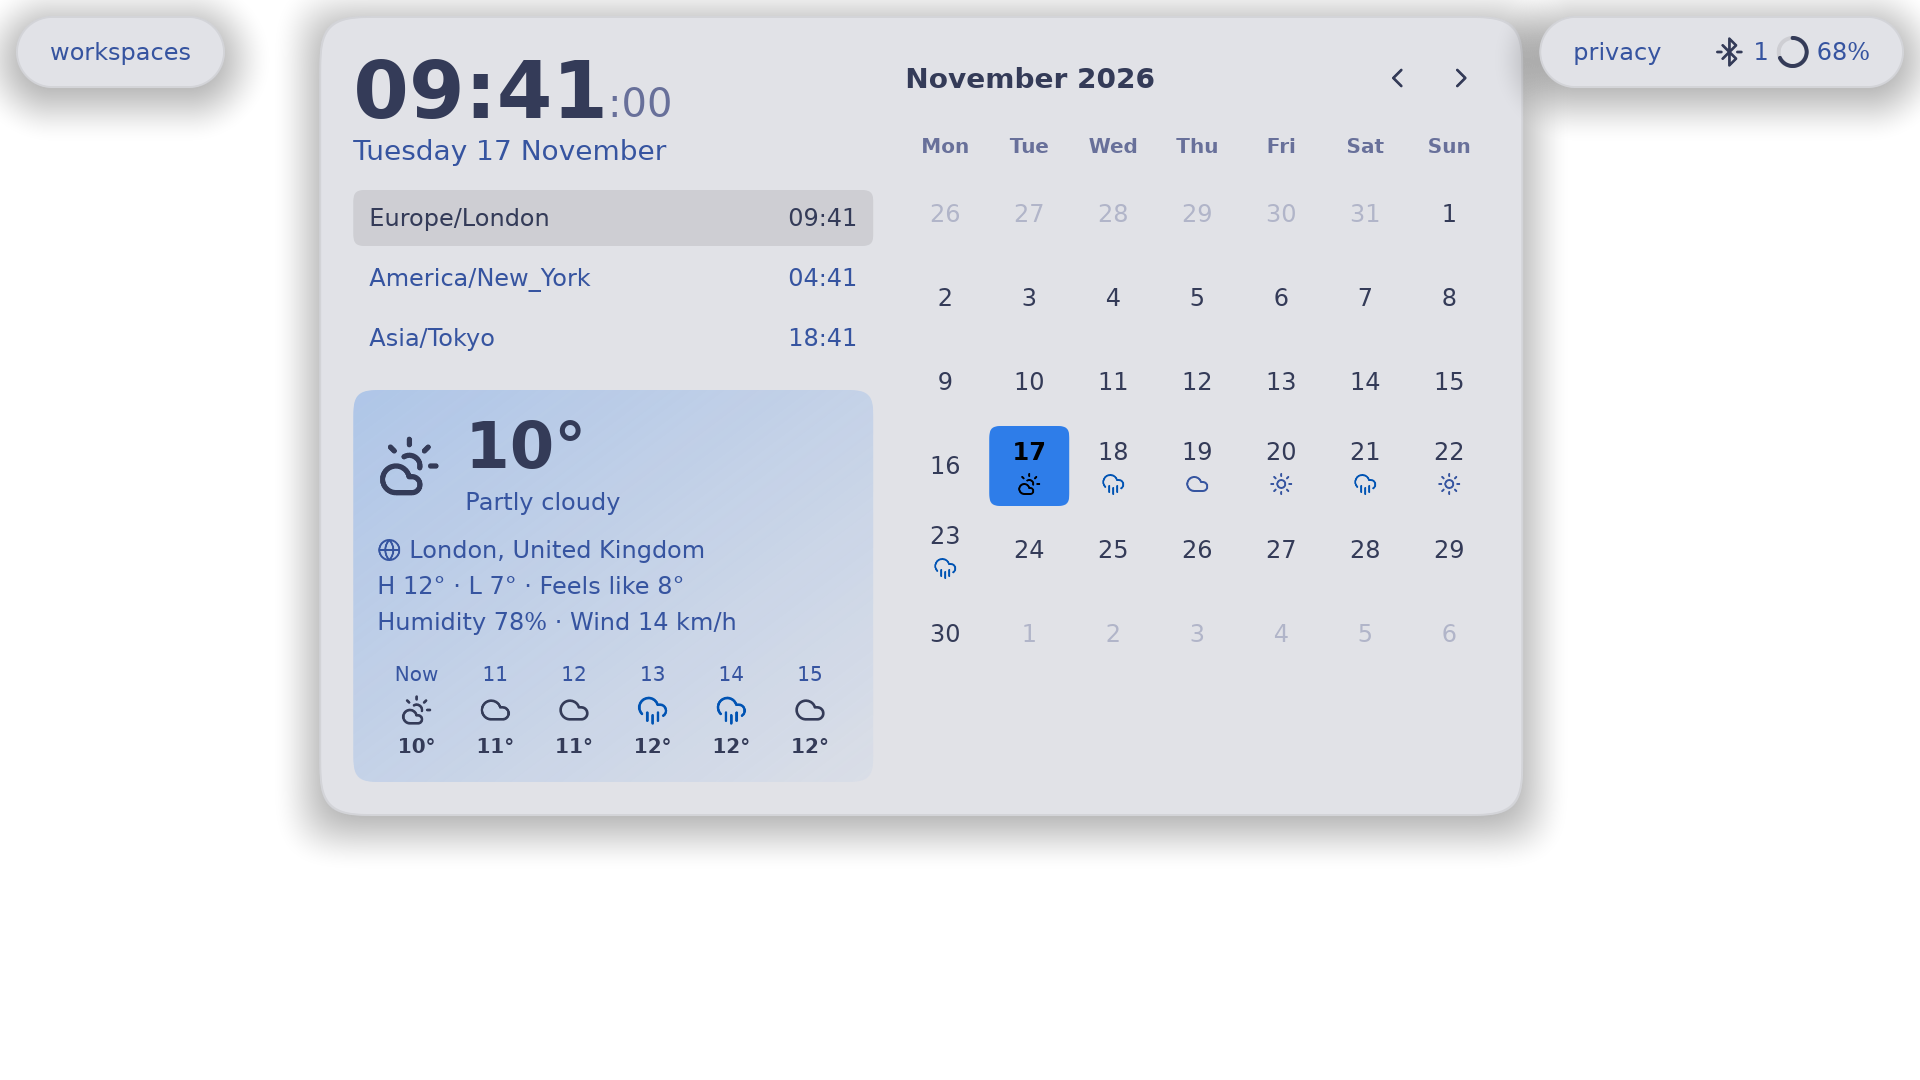 workspaces
09:41:00
Tuesday 17 November
Europe/London 09:41
America/New_York 04:41
Asia/Tokyo 18:41
10°
Partly cloudy
London, United Kingdom
H 12° · L 7° · Feels like 8°
Humidity 78% · Wind 14 km/h
Now 11 12 13 14 15
10° 11° 11° 12° 12° 12°
November 2026
Mon Tue Wed Thu Fri Sat Sun
26 27 28 29 30 31 1
2 3 4 5 6 7 8
9 10 11 12 13 14 15
16 17 18 19 20 21 22
23 24 25 26 27 28 29
30 1 2 3 4 5 6
privacy 1 68%